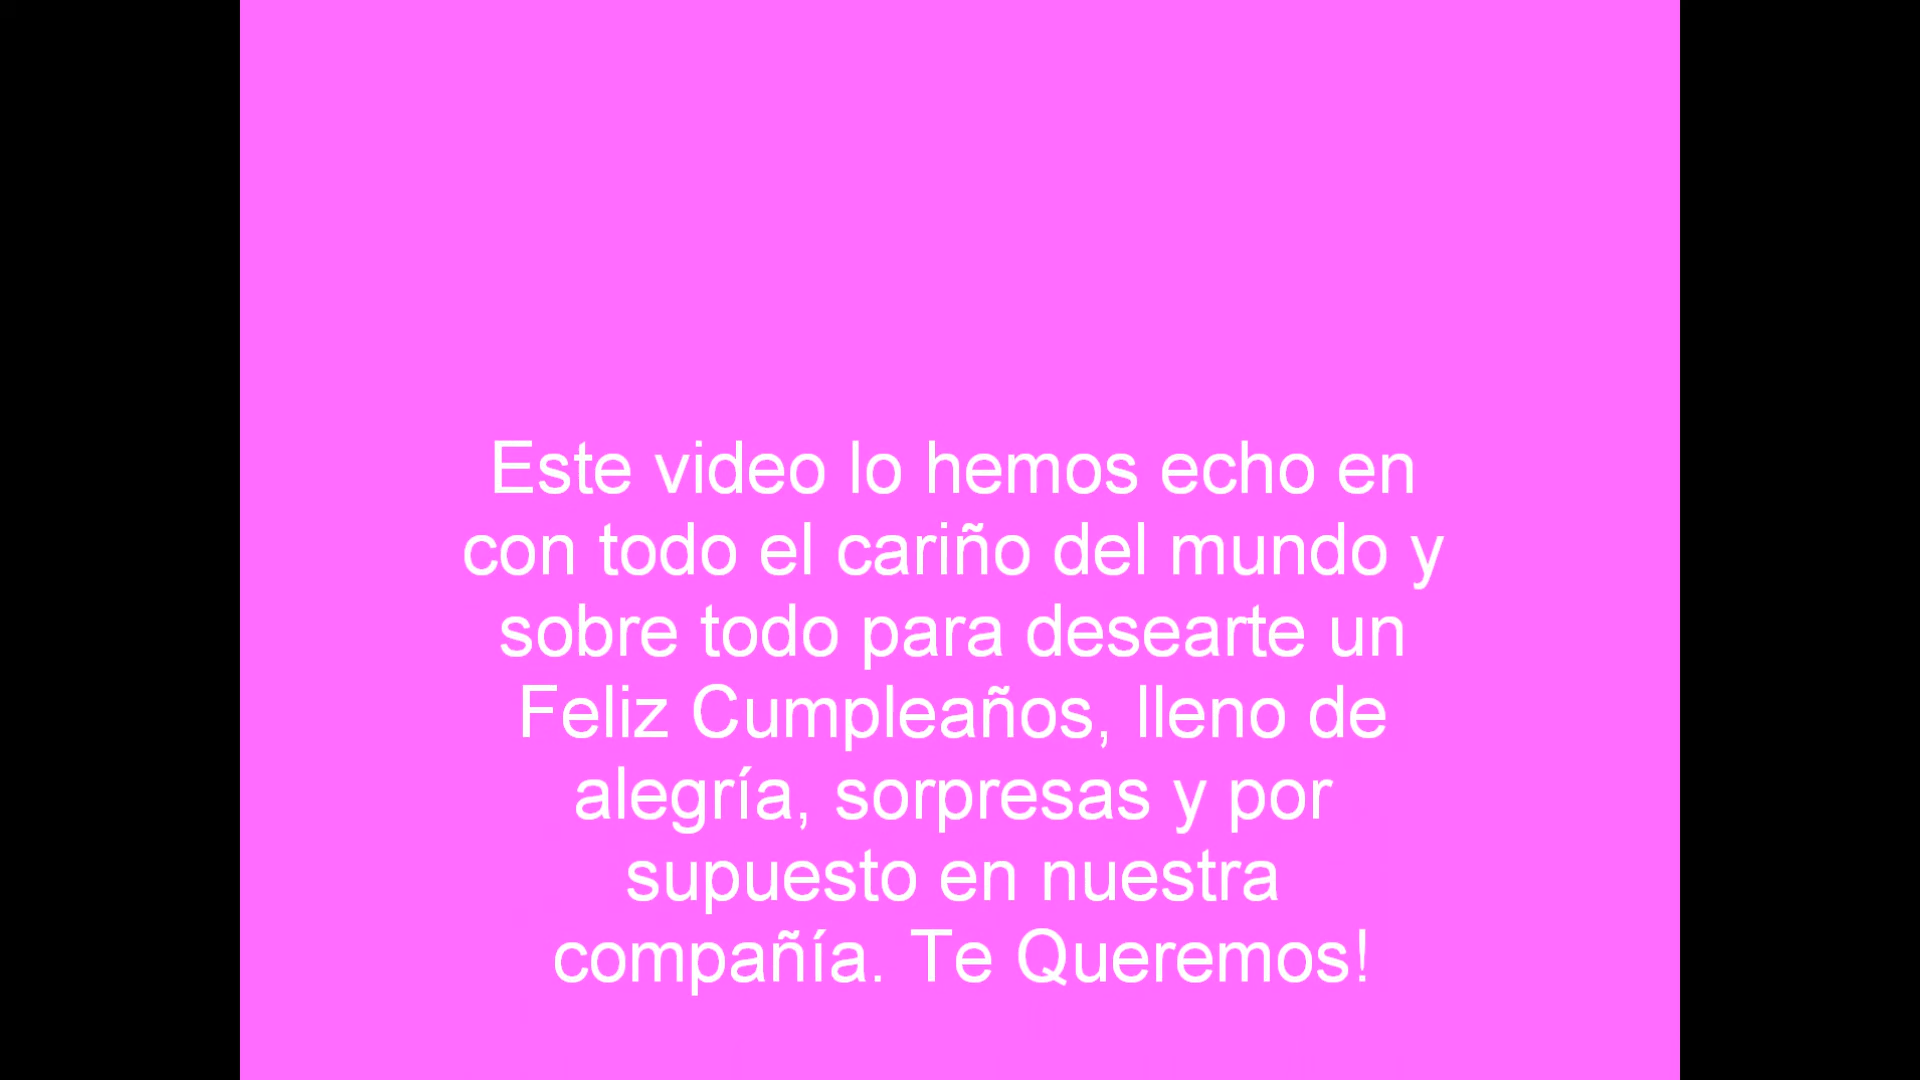 Este video lo hemos echo en
con todo el cariño del mundo y
sobre todo para desearte un
Feliz Cumpleaños, lleno de
alegría, sorpresas y por
supuesto en nuestra
compañía. Te Queremos!